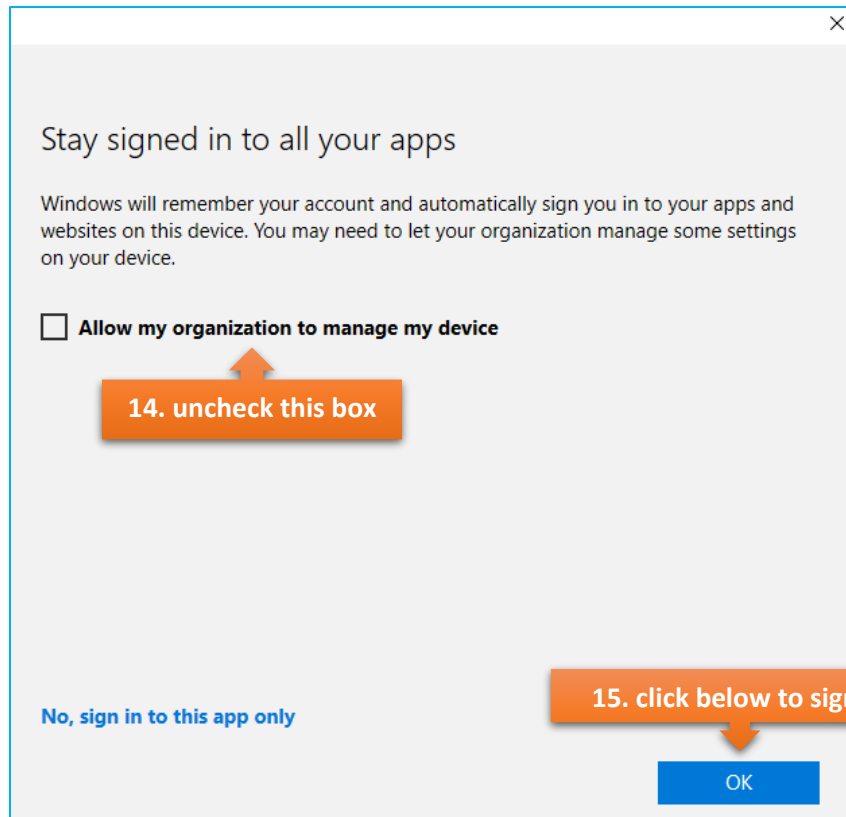 Stay signed in to all your apps
Windows will remember your account and automatically sign you in to your apps and
websites on this device. You may need to let your organization manage some settings
on your device.
Allow my organization to manage my device
14. uncheck this box
No, sign in to this app only
15. click below to sign
OK